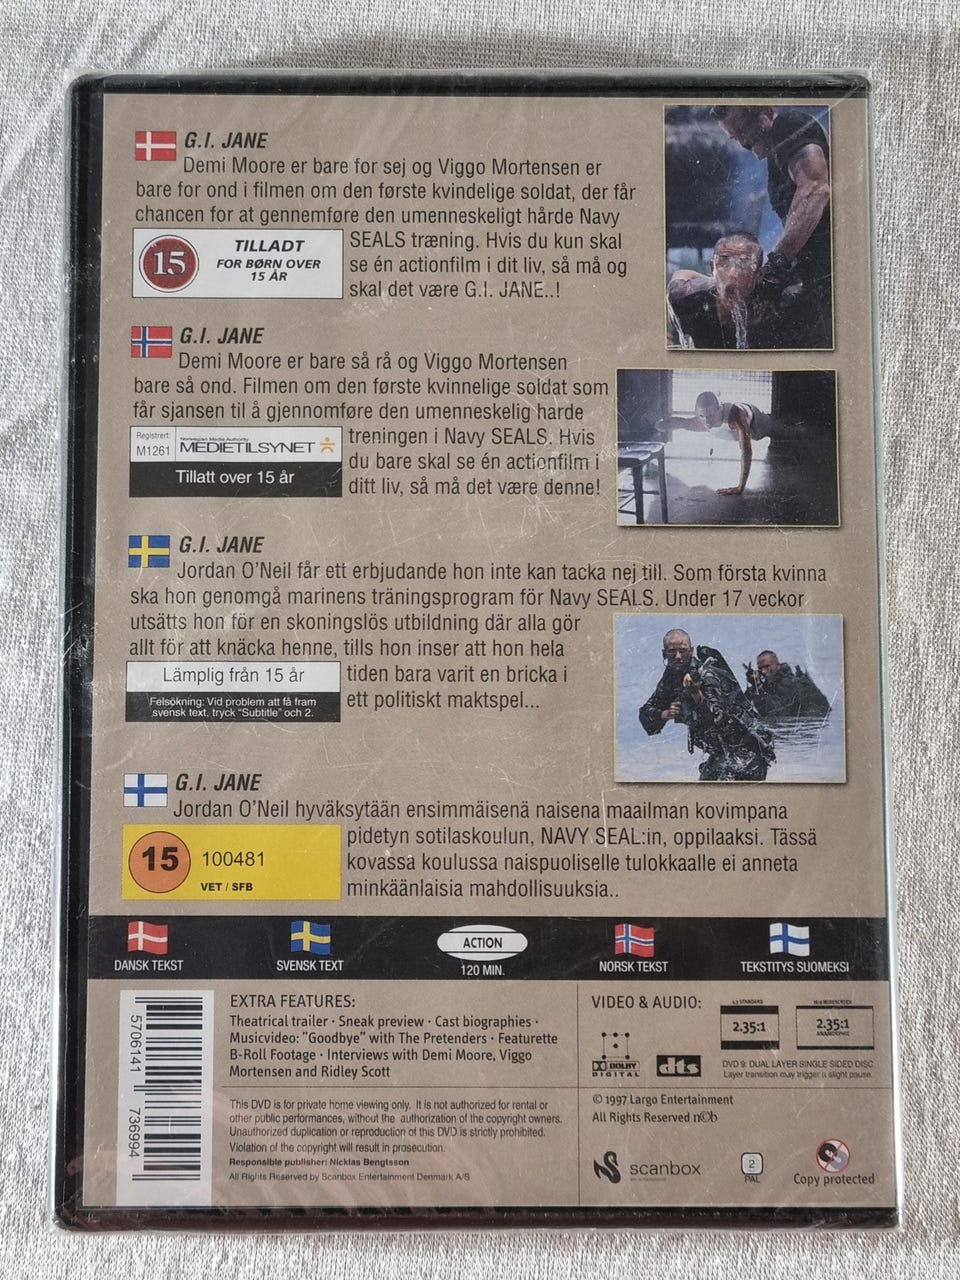 G.I. JANE
Demi Moore er bare for sej og Viggo Mortensen er
bare for ond i filmen om den første kvindelige soldat, der får
chancen for at gennemføre den umenneskeligt hårde Navy
SEALS træning. Hvis du kun skal
se én actionfilm i dit liv, så må og
skal det være G.I. JANE..!
15
TILLADT
FOR BØRN OVER
15 ÅR
G.I. JANE
Demi Moore er bare så rå og Viggo Mortensen
bare så ond. Filmen om den første kvinnelige soldat som
får sjansen til å gjennomføre den umenneskelig harde
treningen i Navy SEALS. Hvis
du bare skal se én actionfilm i
ditt liv, så må det være denne!
Registrert:
M1261
Norwegian Media Authority
MEDIETILSYNET
Tillatt over 15 år
G.I. JANE
Jordan O'Neil får ett erbjudande hon inte kan tacka nej till. Som första kvinna
ska hon genomgå marinens träningsprogram för Navy SEALS. Under 17 veckor
utsätts hon för en skoningslös utbildning där alla gör
allt för att knäcka henne, tills hon inser att hon hela
tiden bara varit en bricka i
ett politiskt maktspel...
Lämplig från 15 år
Felsökning: Vid problem att få fram
svensk text, tryck "Subtitle" och 2.
G.I. JANE
Jordan O'Neil hyväksytään ensimmäisenä naisena maailman kovimpana
pidetyn sotilaskoulun, NAVY SEAL:in, oppilaaksi. Tässä
kovassa koulussa naispuoliselle tulokkaalle ei anneta
minkäänlaisia mahdollisuuksia..
15
100481
VET / SFB
DANSK TEKST
SVENSK TEXT
ACTION
120 MIN.
NORSK TEKST
TEKSTITYS SUOMEKSI
5706141 736994
EXTRA FEATURES:
Theatrical trailer · Sneak preview · Cast biographies ·
Musicvideo: "Goodbye" with The Pretenders · Featurette
B-Roll Footage · Interviews with Demi Moore, Viggo
Mortensen and Ridley Scott
This DVD is for private home viewing only. It is not authorized for rental or
other public performances, without the authorization of the copyright owners.
Unauthorized duplication or reproduction of this DVD is strictly prohibited.
Violation of the copyright will result in prosecution.
Responsible publisher: Nicklas Bengtsson
All Rights Reserved by Scanbox Entertainment Denmark A/S
VIDEO & AUDIO:
DOLBY
DIGITAL
dts
4:3 STANDARD
2.35:1
16:9 WIDESCREEN
2.35:1
ANAMORPHIC
DVD 9: DUAL LAYER SINGLE SIDED DISC
Layer transition may trigger a slight pause.
© 1997 Largo Entertainment
All Rights Reserved n©b
scanbox
2
PAL
Copy protected